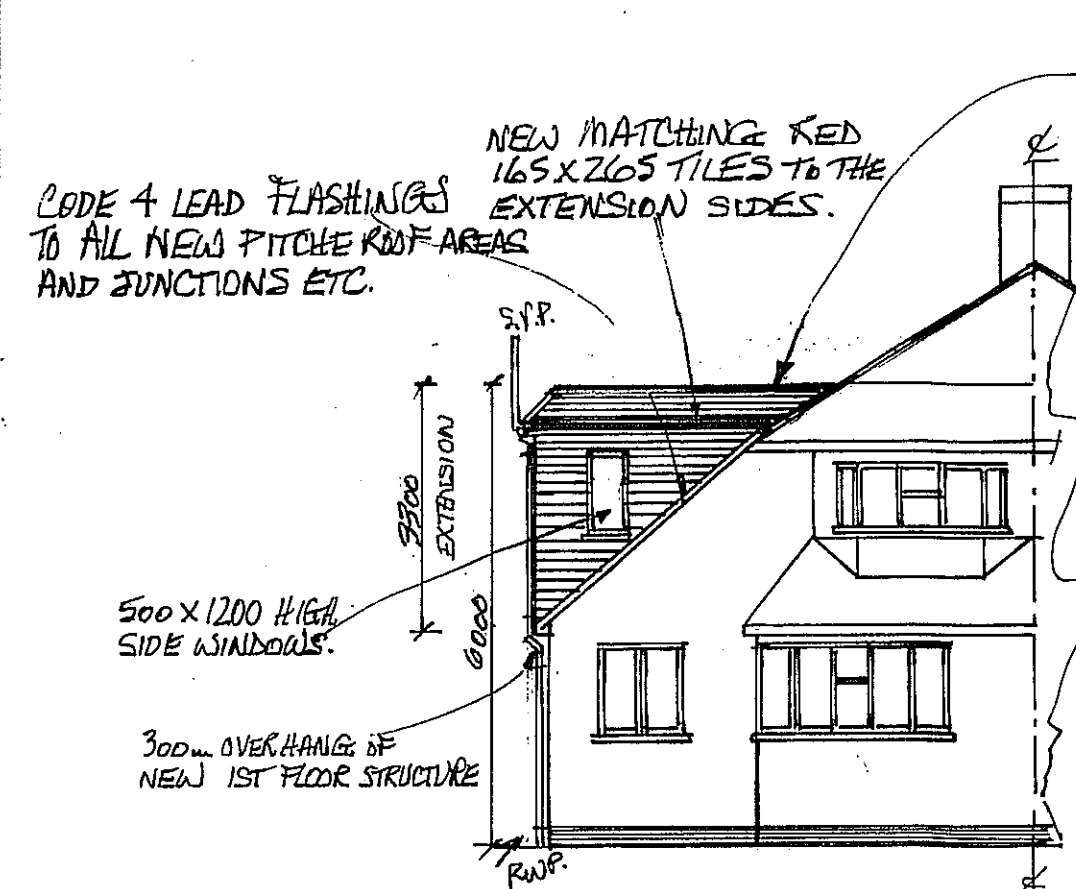 NEW MATCHING RED
165 X 265 TILES TO THE
EXTENSION SIDES.
CODE 4 LEAD FLASHINGS
TO ALL NEW PITCHE ROOF AREAS
AND JUNCTIONS ETC.
S.V.P.
3300
EXTENSION
6000
500 X 1200 HIGH
SIDE WINDOWS.
300m OVERHANG OF
NEW 1ST FLOOR STRUCTURE
RWP.